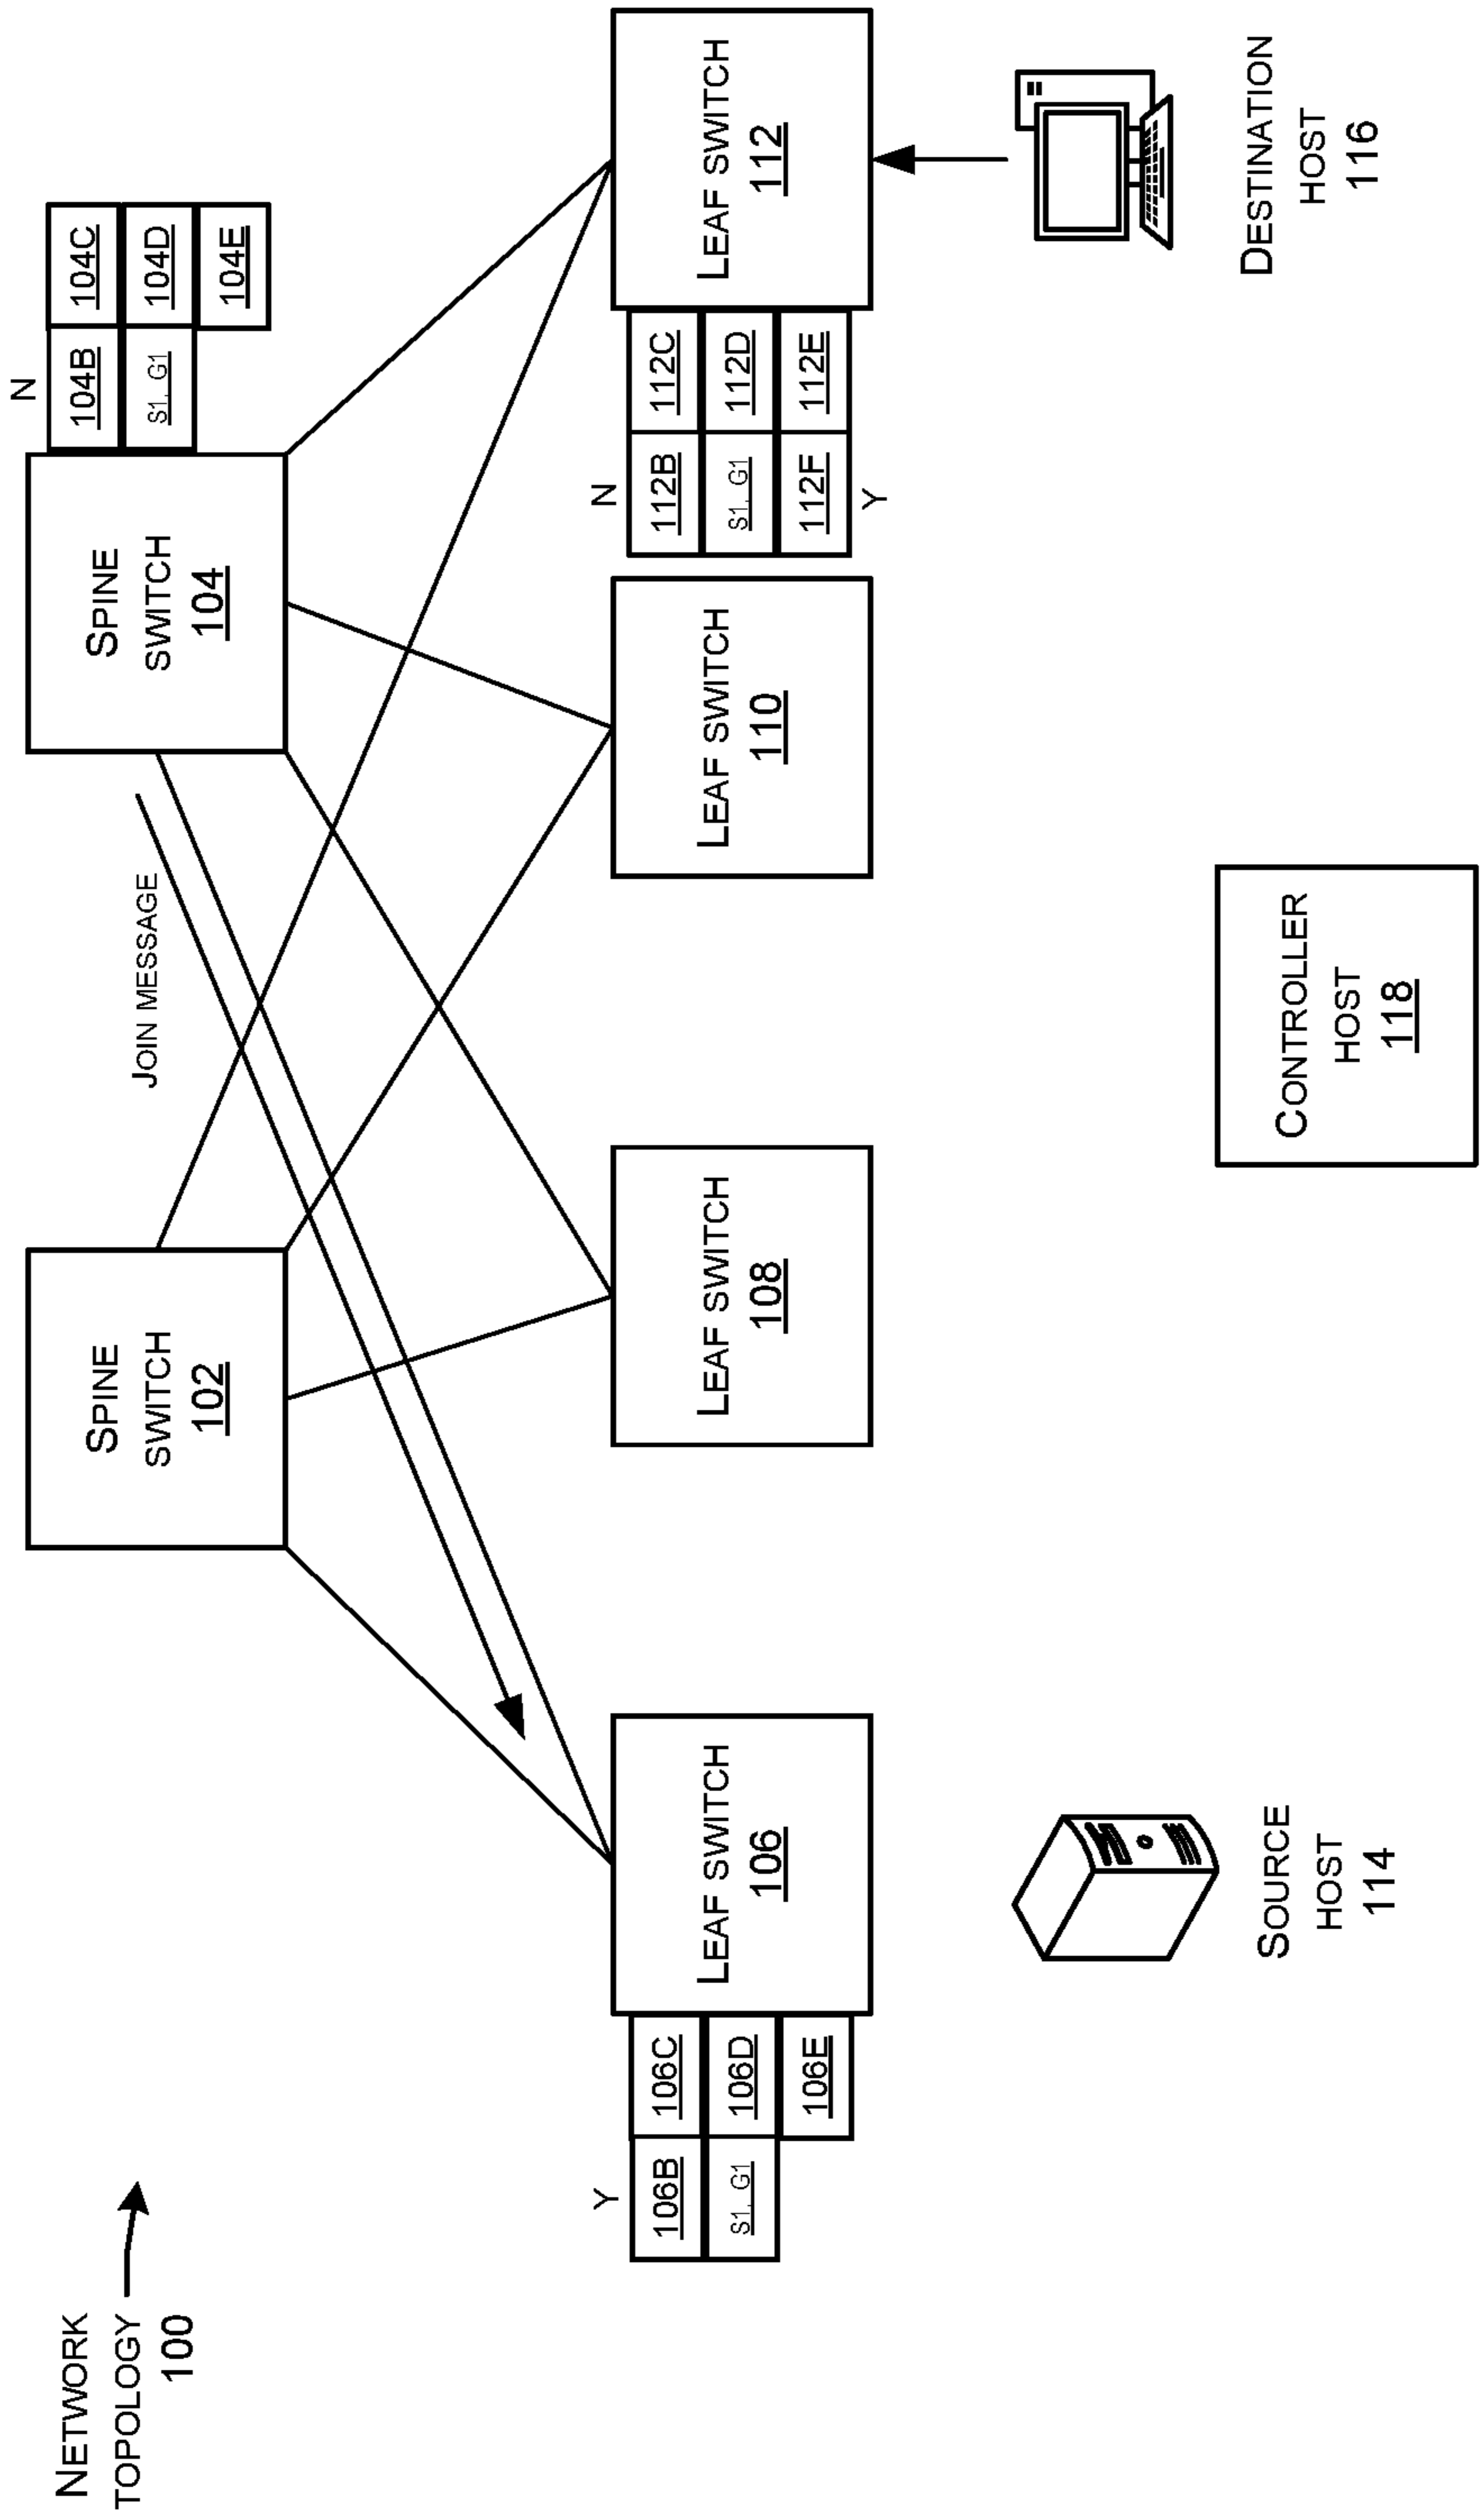 NETWORK
TOPOLOGY
100
SPINE
SWITCH
102
JOIN MESSAGE
SPINE
SWITCH
104
N
104B
104C
S1, G1
104D
104E
Y
106B
106C
S1, G1
106D
106E
LEAF SWITCH
106
LEAF SWITCH
108
LEAF SWITCH
110
N
112B
112C
S1, G1
112D
112F
112E
Y
LEAF SWITCH
112
SOURCE
HOST
114
CONTROLLER
HOST
118
DESTINATION
HOST
116